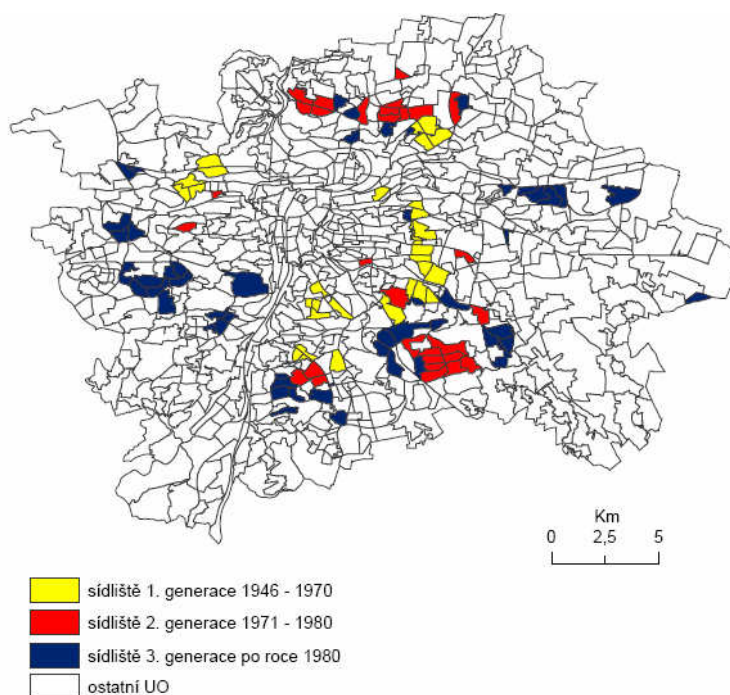 Km
0 2,5 5
sídliště 1. generace 1946 - 1970
sídliště 2. generace 1971 - 1980
sídliště 3. generace po roce 1980
ostatní UO